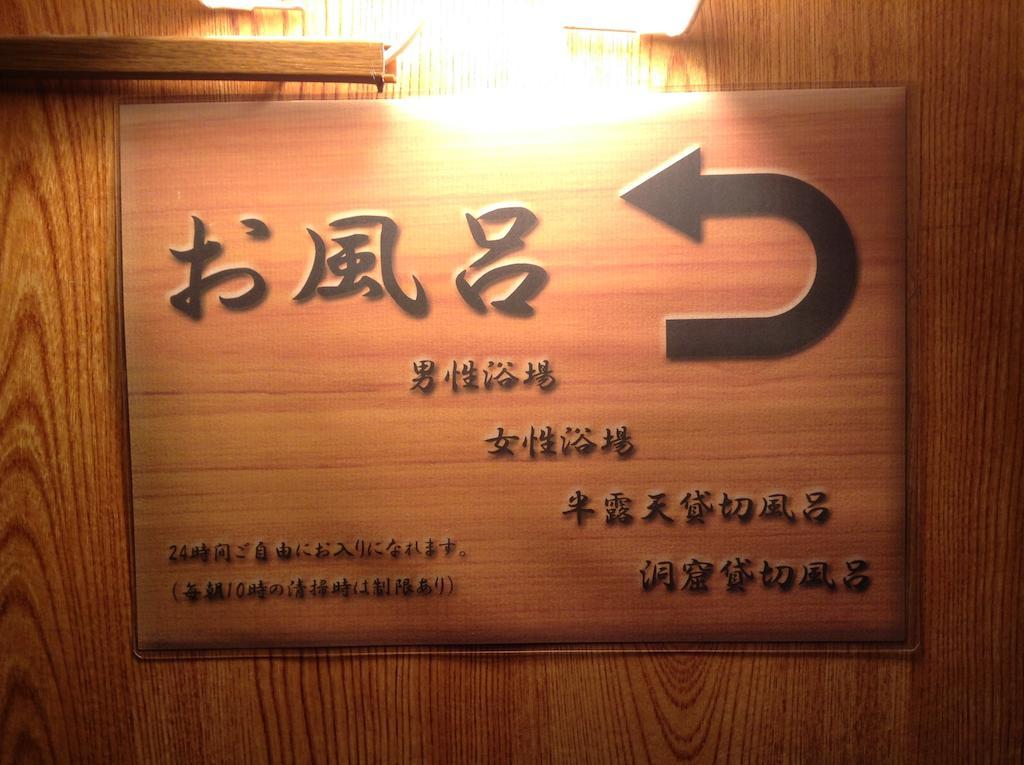 お風呂
男性浴場
女性浴場
半露天貸切風呂
洞窟貸切風呂
24時間ご自由にお入りになれます。
(毎朝10時の清掃時は制限あり)